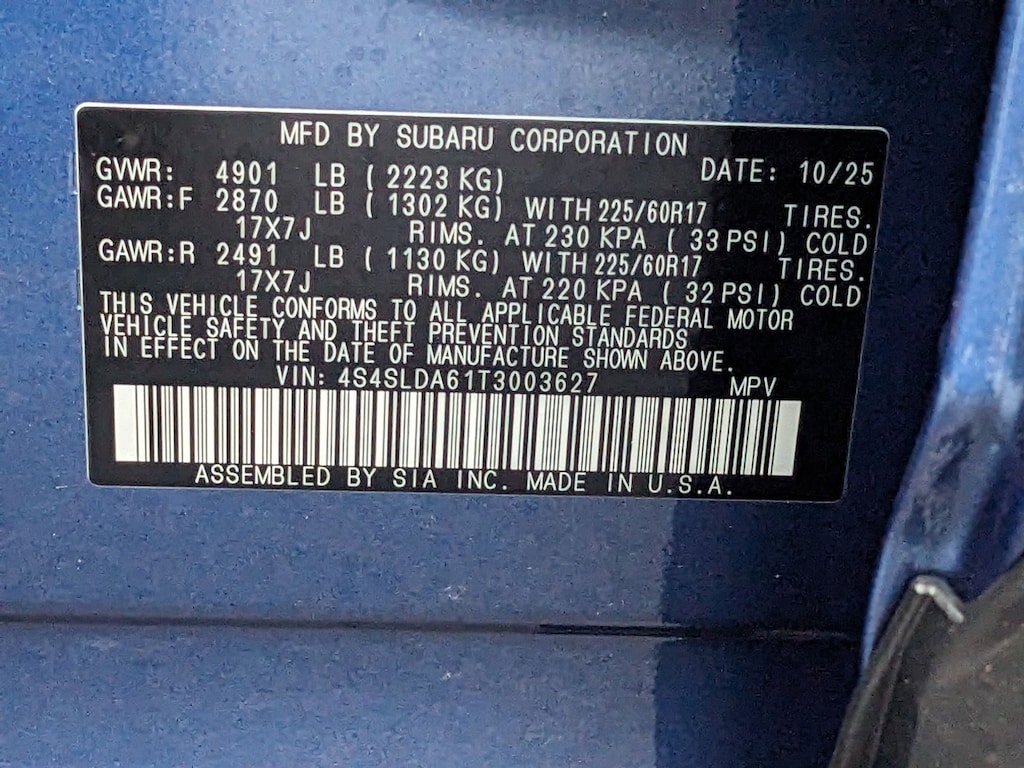 MFD BY SUBARU CORPORATION
GVWR: 4901 LB ( 2223 KG) DATE: 10/25
GAWR:F 2870 LB ( 1302 KG) WITH 225/60R17 TIRES.
17X7J RIMS. AT 230 KPA ( 33 PSI) COLD
GAWR:R 2491 LB ( 1130 KG) WITH 225/60R17 TIRES.
17X7J RIMS. AT 220 KPA ( 32 PSI) COLD
THIS VEHICLE CONFORMS TO ALL APPLICABLE FEDERAL MOTOR
VEHICLE SAFETY AND THEFT PREVENTION STANDARDS
IN EFFECT ON THE DATE OF MANUFACTURE SHOWN ABOVE.
VIN: 4S4SLDA61T3003627 MPV
ASSEMBLED BY SIA INC. MADE IN U.S.A.